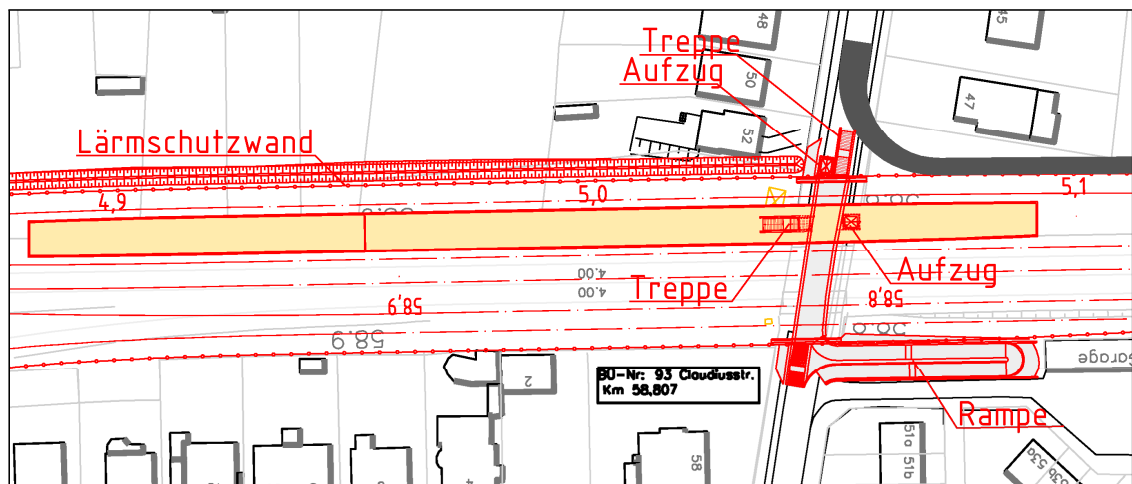 48
45
Treppe
Aufzug
50
47
52
Lärmschutzwand
4,9
5,0
5,1
4.00
4.00
Aufzug
Treppe
58,8
58,9
58.9
Garage
2
BÜ-Nr: 93 Claudiusstr.
Km 58,807
Rampe
58
51a 51b
53a
53b